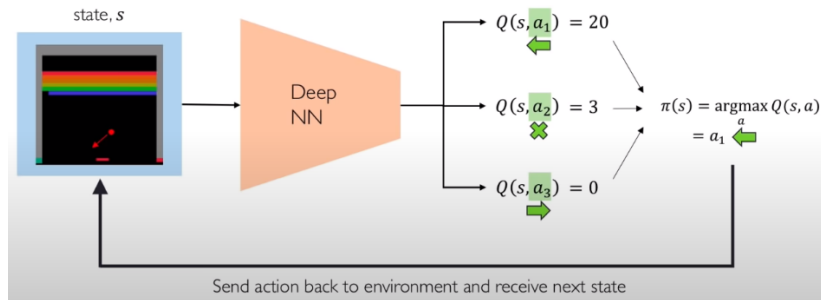 state, s
Deep
NN
Q(s, a₁) = 20
Q(s, a₂) = 3
Q(s, a₃) = 0
π(s) = argmax Q(s, a)
a
= a₁
Send action back to environment and receive next state